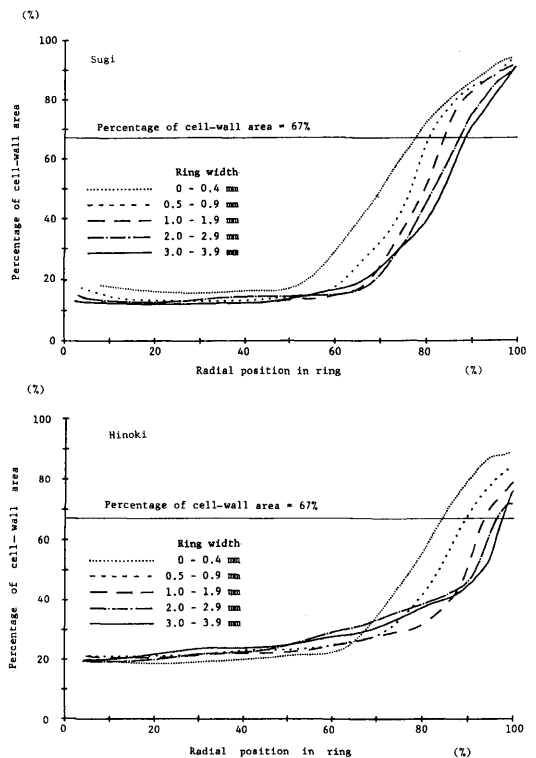 (%)
100
Sugi
80
Percentage of cell-wall area = 67%
Ring width
0 - 0.4 mm
0.5 - 0.9 mm
1.0 - 1.9 mm
2.0 - 2.9 mm
3.0 - 3.9 mm
60
40
20
0
Percentage of cell-wall area
0 20 40 60 80 100
Radial position in ring (%)
(%)
100
Hinoki
80
Percentage of cell-wall area = 67%
Ring width
0 - 0.4 mm
0.5 - 0.9 mm
1.0 - 1.9 mm
2.0 - 2.9 mm
3.0 - 3.9 mm
60
40
20
0
Percentage of cell-wall area
0 20 40 60 80 100
Radial position in ring (%)